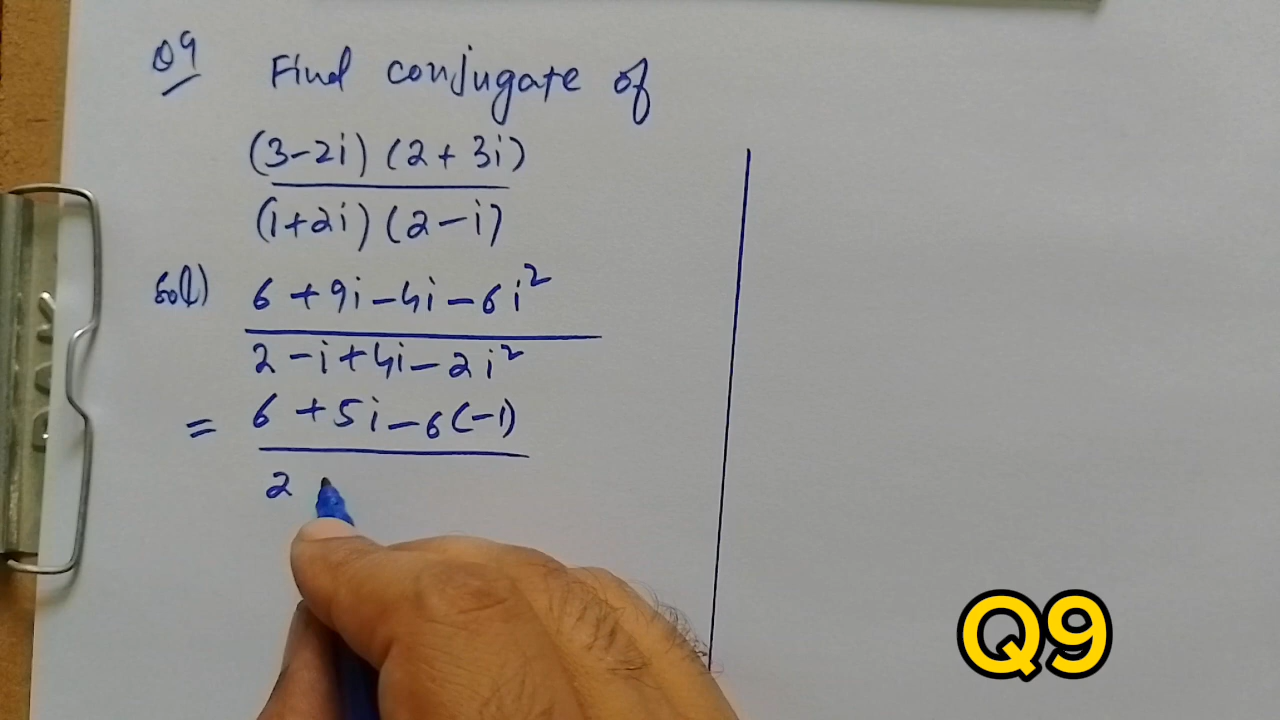 Q9 Find conjugate of
(3-2i) (2+3i)
(1+2i) (2-i)
Sol) 6+9i-4i-6i²
2-i+4i-2i²
= 6+5i-6(-1)
2
Q9